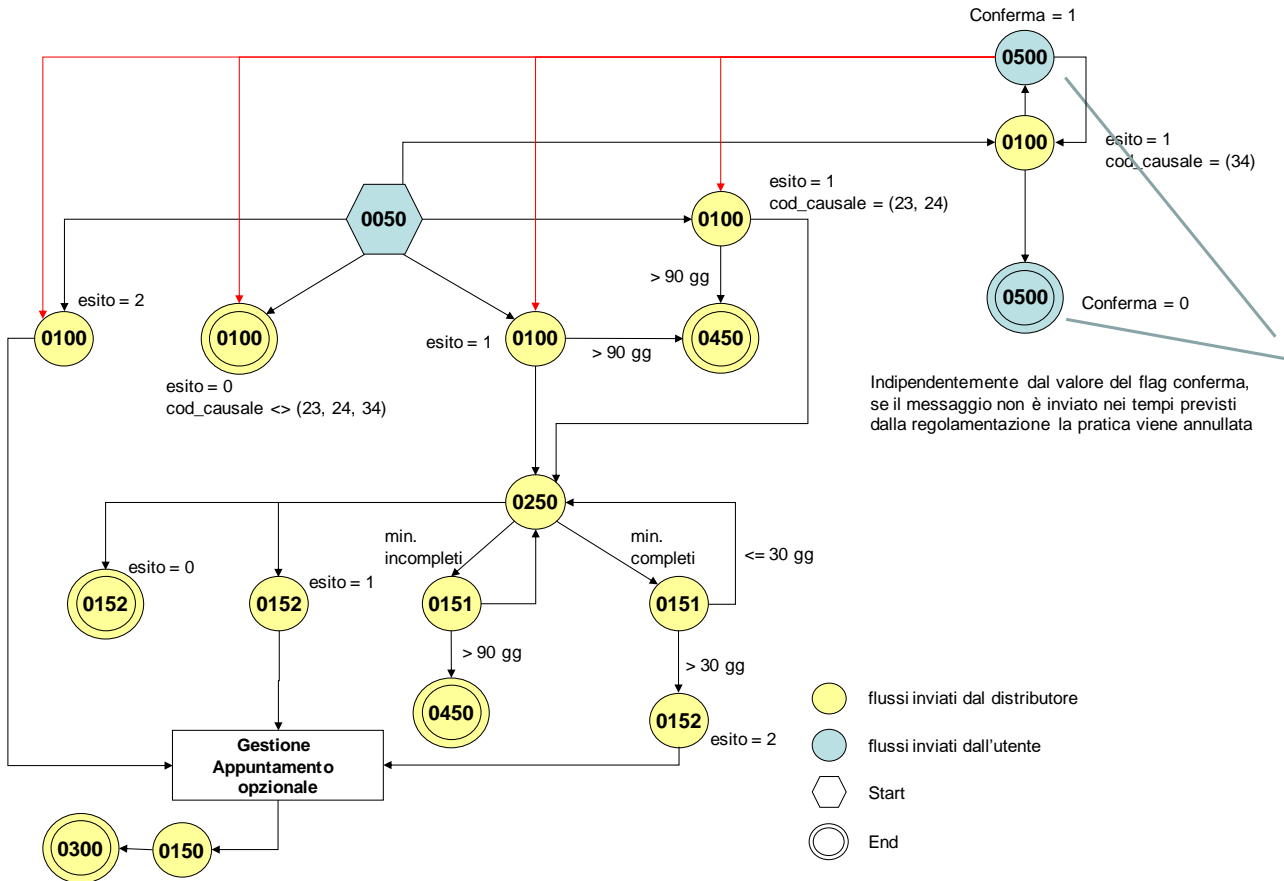 Conferma = 1
0500
0100
esito = 1
cod_causale = (34)
esito = 1
cod_causale = (23, 24)
0050
0100
> 90 gg
0500
Conferma = 0
esito = 2
0100
0100
esito = 1
0100
> 90 gg
0450
esito = 0
cod_causale <> (23, 24, 34)
Indipendentemente dal valore del flag conferma,
se il messaggio non è inviato nei tempi previsti
dalla regolamentazione la pratica viene annullata
0250
min.
incompleti
min.
completi
<= 30 gg
esito = 0
esito = 1
0152
0152
0151
0151
> 90 gg
> 30 gg
0450
0152
esito = 2
flussi inviati dal distributore
flussi inviati dall'utente
Gestione
Appuntamento
opzionale
Start
0300
0150
End